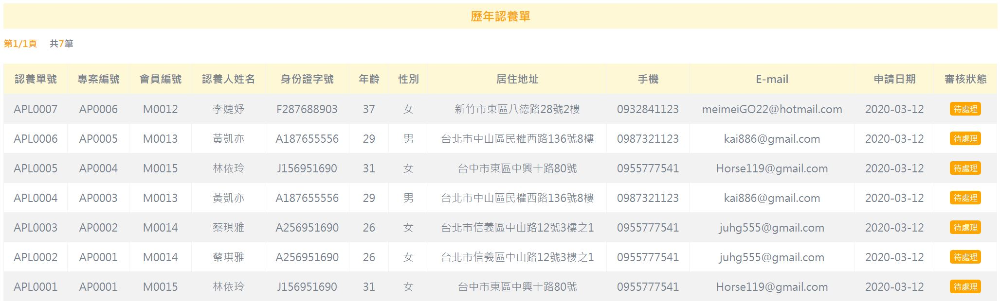 歷年認養單
第1/1頁 共7筆
認養單號 專案編號 會員編號 認養人姓名 身份證字號 年齡 性別 居住地址 手機 E-mail 申請日期 審核狀態
APL0007 AP0006 M0012 李婕妤 F287688903 37 女 新竹市東區八德路28號2樓 0932841123 meimeiGO22@hotmail.com 2020-03-12 待處理
APL0006 AP0005 M0013 黃凱亦 A187655556 29 男 台北市中山區民權西路136號8樓 0987321123 kai886@gmail.com 2020-03-12 待處理
APL0005 AP0004 M0015 林依玲 J156951690 31 女 台中市東區中興十路80號 0955777541 Horse119@gmail.com 2020-03-12 待處理
APL0004 AP0003 M0013 黃凱亦 A187655556 29 男 台北市中山區民權西路136號8樓 0987321123 kai886@gmail.com 2020-03-12 待處理
APL0003 AP0002 M0014 蔡琪雅 A256951690 26 女 台北市信義區中山路12號3樓之1 0955777541 juhg555@gmail.com 2020-03-12 待處理
APL0002 AP0001 M0014 蔡琪雅 A256951690 26 女 台北市信義區中山路12號3樓之1 0955777541 juhg555@gmail.com 2020-03-12 待處理
APL0001 AP0001 M0015 林依玲 J156951690 31 女 台中市東區中興十路80號 0955777541 Horse119@gmail.com 2020-03-12 待處理